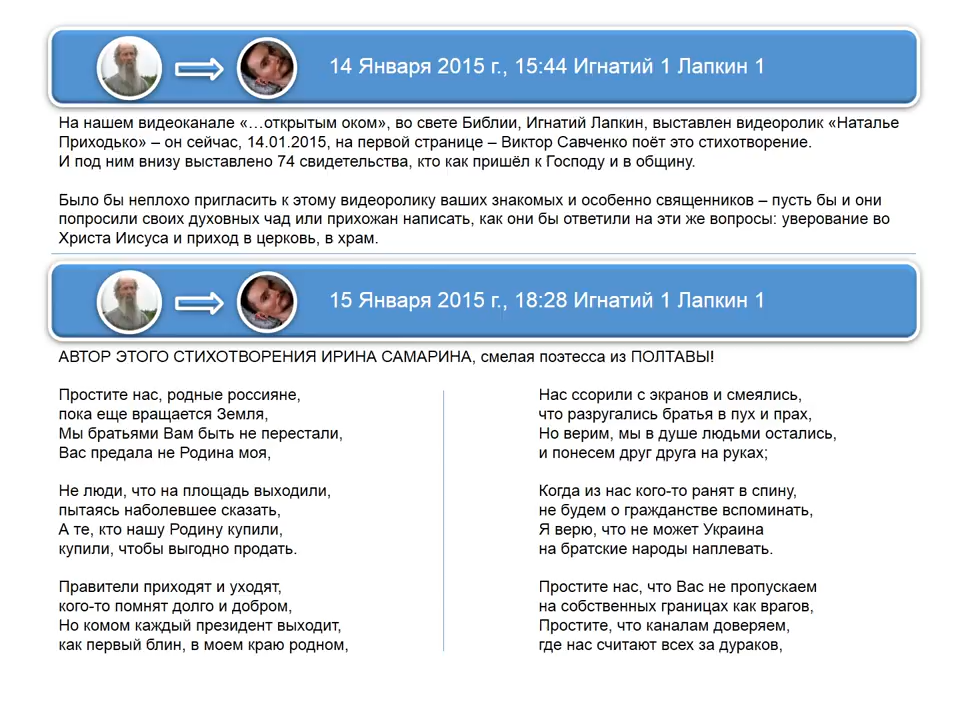 14 Января 2015 г., 15:44 Игнатий 1 Лапкин 1
На нашем видеоканале «…открытым оком», во свете Библии, Игнатий Лапкин, выставлен видеоролик «Наталье
Приходько» – он сейчас, 14.01.2015, на первой странице – Виктор Савченко поёт это стихотворение.
И под ним внизу выставлено 74 свидетельства, кто как пришёл к Господу и в общину.
Было бы неплохо пригласить к этому видеоролику ваших знакомых и особенно священников – пусть бы и они
попросили своих духовных чад или прихожан написать, как они бы ответили на эти же вопросы: уверование во
Христа Иисуса и приход в церковь, в храм.
15 Января 2015 г., 18:28 Игнатий 1 Лапкин 1
АВТОР ЭТОГО СТИХОТВОРЕНИЯ ИРИНА САМАРИНА, смелая поэтесса из ПОЛТАВЫ!
Простите нас, родные россияне,
пока еще вращается Земля,
Мы братьями Вам быть не перестали,
Вас предала не Родина моя,
Не люди, что на площадь выходили,
пытаясь наболевшее сказать,
А те, кто нашу Родину купили,
купили, чтобы выгодно продать.
Правители приходят и уходят,
кого-то помнят долго и добром,
Но комом каждый президент выходит,
как первый блин, в моем краю родном,
Нас ссорили с экранов и смеялись,
что разругались братья в пух и прах,
Но верим, мы в душе людьми остались,
и понесем друг друга на руках;
Когда из нас кого-то ранят в спину,
не будем о гражданстве вспоминать,
Я верю, что не может Украина
на братские народы наплевать.
Простите нас, что Вас не пропускаем
на собственных границах как врагов,
Простите, что каналам доверяем,
где нас считают всех за дураков,